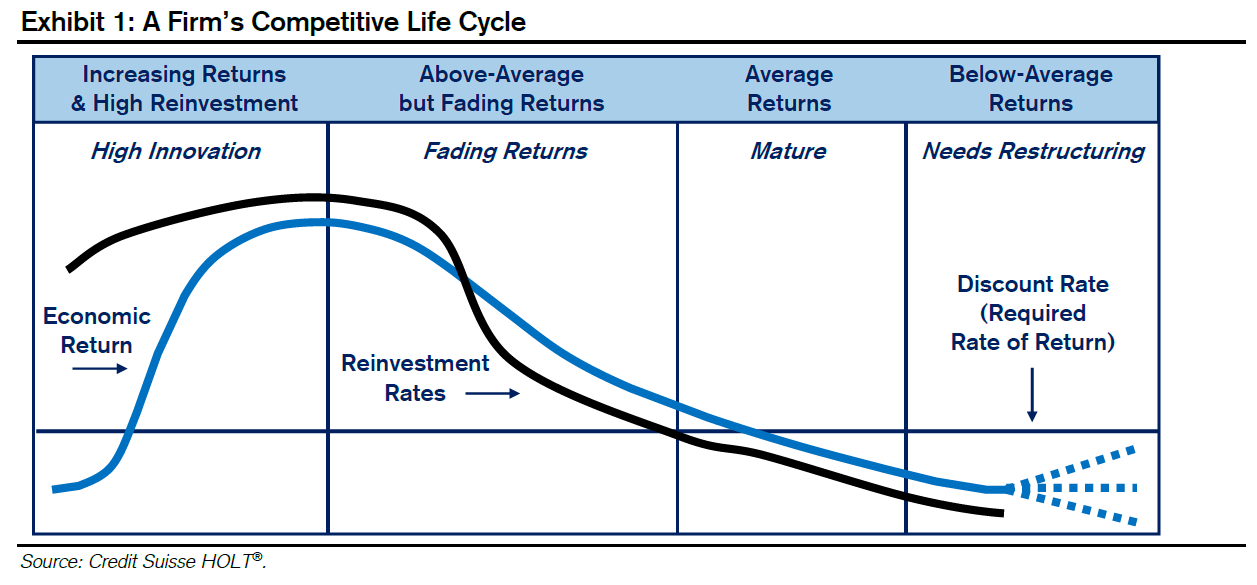 Exhibit 1: A Firm's Competitive Life Cycle
Increasing Returns
& High Reinvestment
Above-Average
but Fading Returns
Average
Returns
Below-Average
Returns
High Innovation
Fading Returns
Mature
Needs Restructuring
Economic
Return
Reinvestment
Rates
Discount Rate
(Required
Rate of Return)
Source: Credit Suisse HOLT®.